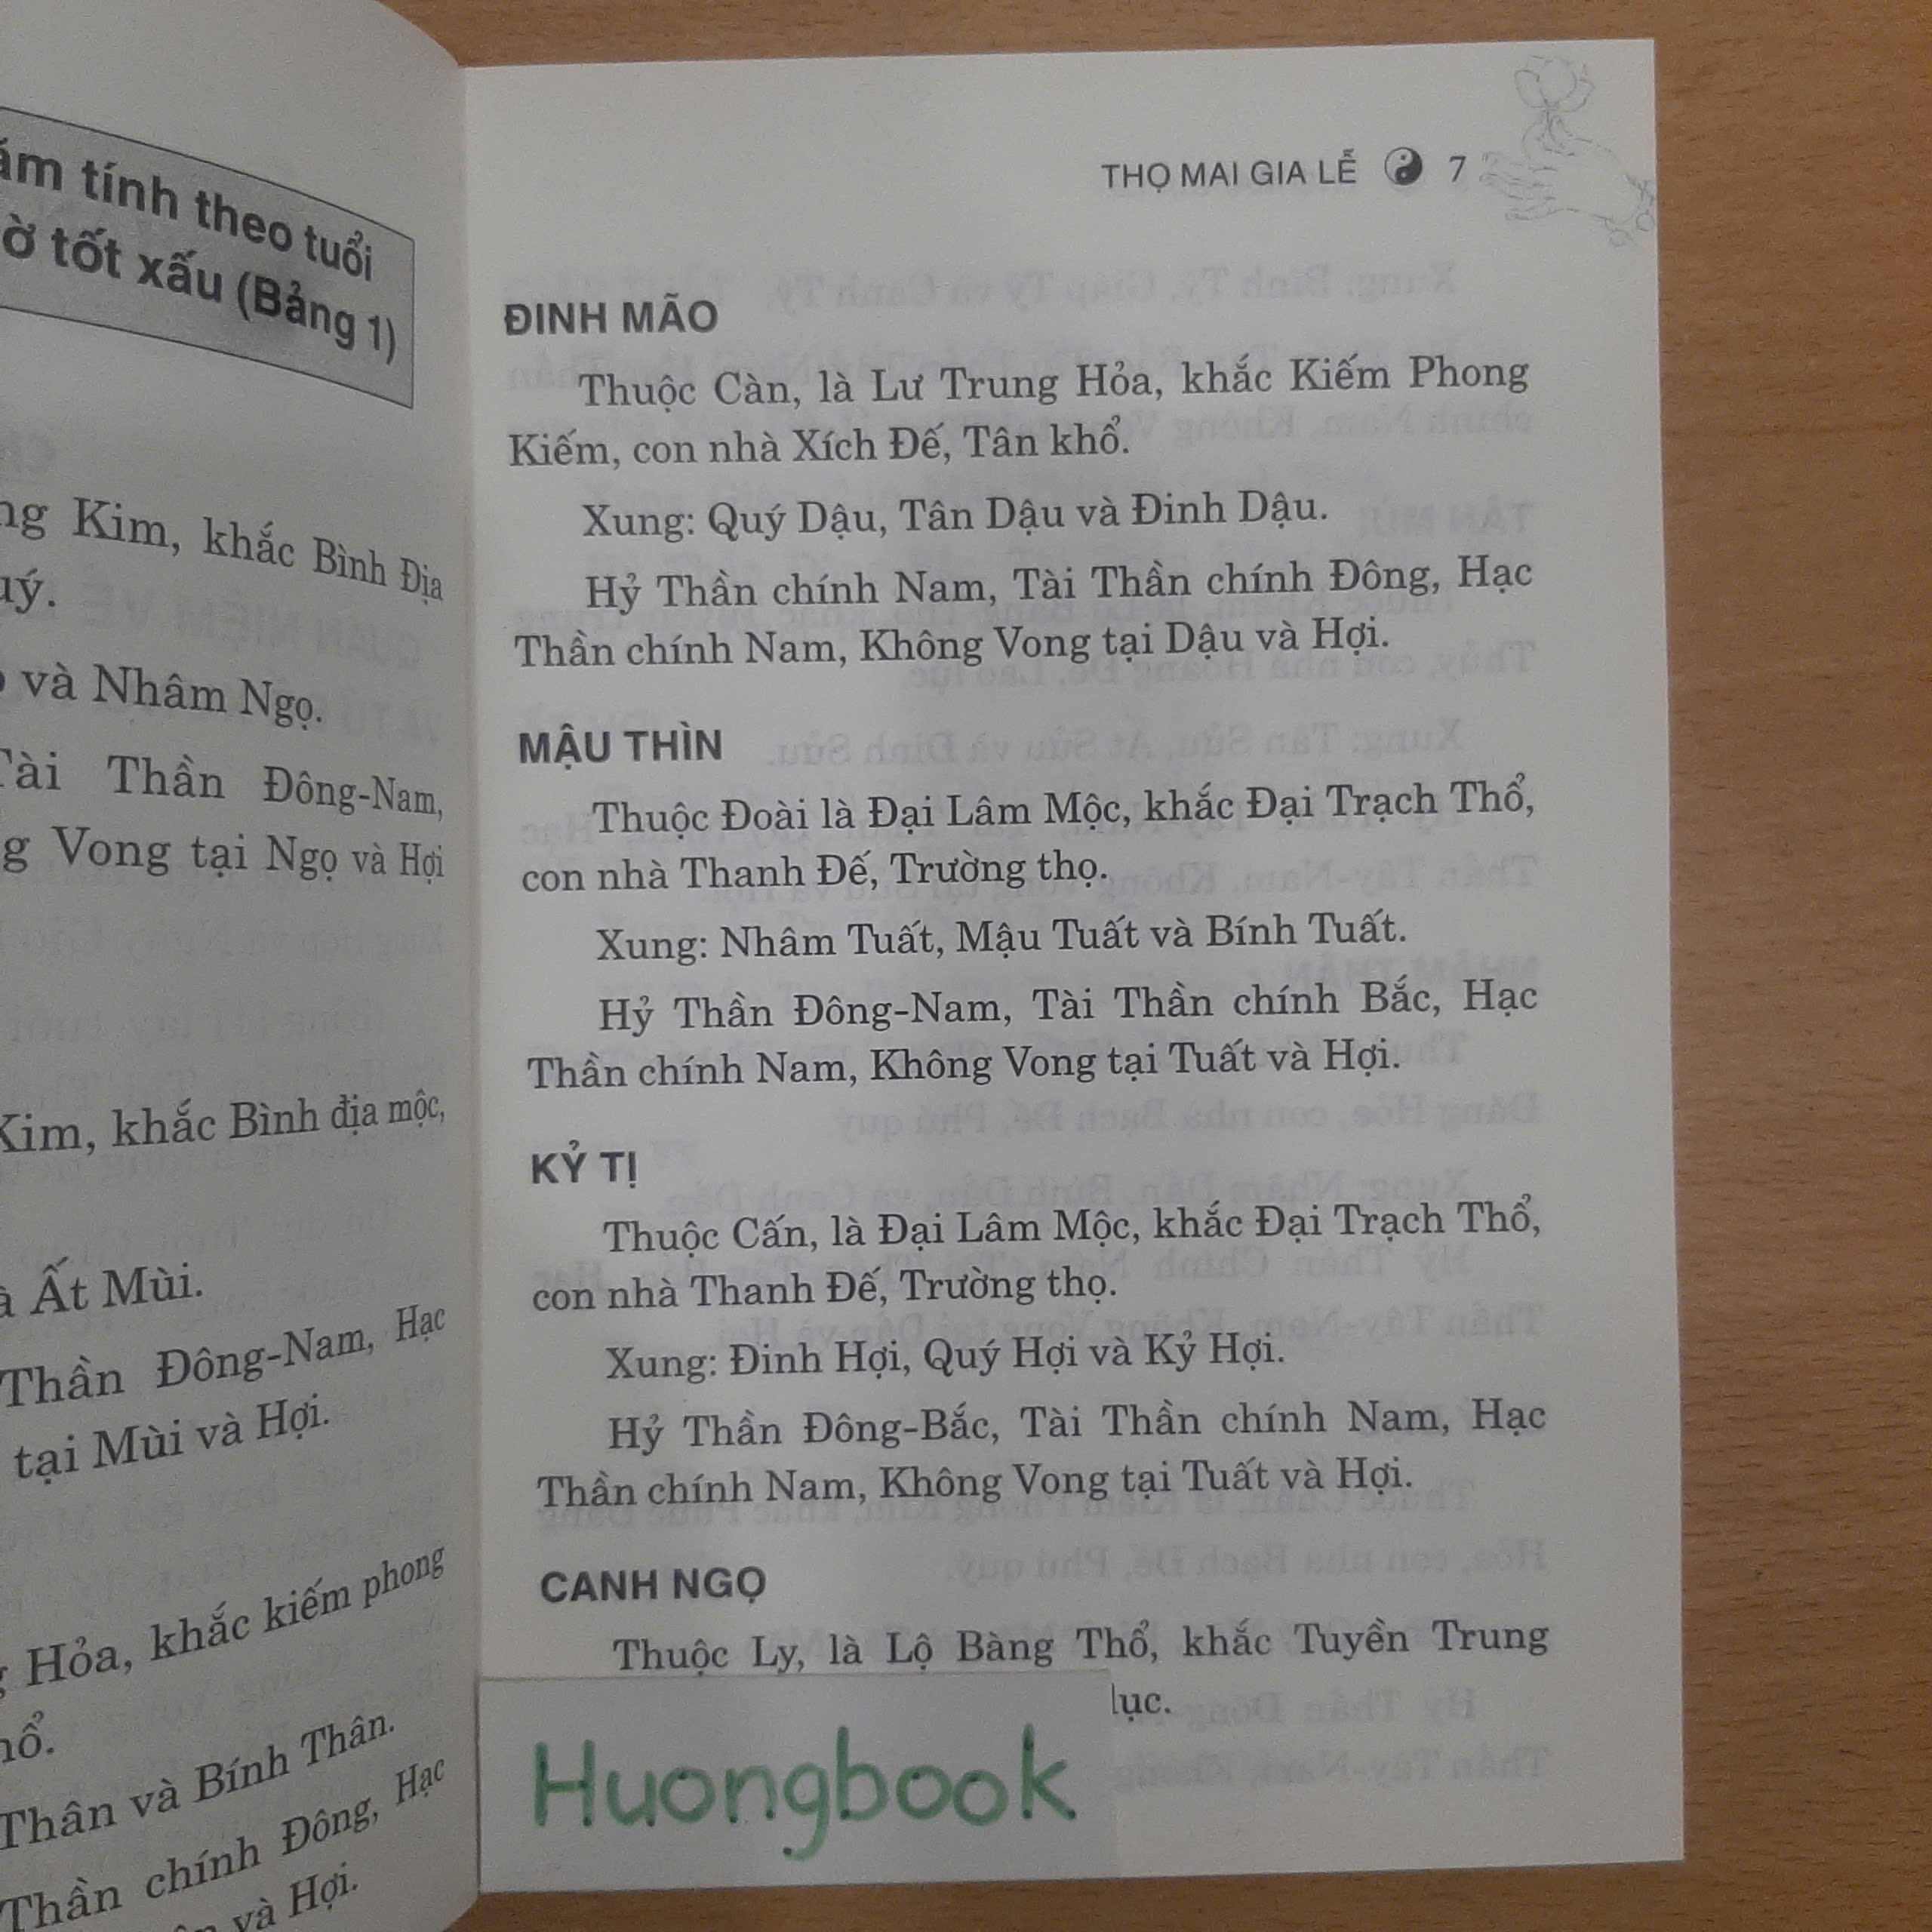 tính theo tuổi
tốt xấu (Bảng 1)
Kim, khắc Bình Địa
và Nhâm Ngọ.
Thần Đông-Nam,
Vong tại Ngọ và Hợi
Kim, khắc Bình địa mộc,
Ất Mùi.
Thần Đông-Nam, Hạc
tại Mùi và Hợi.
Hỏa, khắc kiếm phong
Thân và Bính Thân.
Thần chính Đông, Hạc
và Hợi.
THỌ MAI GIA LỄ 7
ĐINH MÃO
Thuộc Càn, là Lư Trung Hỏa, khắc Kiếm Phong
Kiếm, con nhà Xích Đế, Tân khổ.
Xung: Quý Dậu, Tân Dậu và Đinh Dậu.
Hỷ Thần chính Nam, Tài Thần chính Đông, Hạc
Thần chính Nam, Không Vong tại Dậu và Hợi.
MẬU THÌN
Thuộc Đoài là Đại Lâm Mộc, khắc Đại Trạch Thổ,
con nhà Thanh Đế, Trường thọ.
Xung: Nhâm Tuất, Mậu Tuất và Bính Tuất.
Hỷ Thần Đông-Nam, Tài Thần chính Bắc, Hạc
Thần chính Nam, Không Vong tại Tuất và Hợi.
KỶ TỊ
Thuộc Cấn, là Đại Lâm Mộc, khắc Đại Trạch Thổ,
con nhà Thanh Đế, Trường thọ.
Xung: Đinh Hợi, Quý Hợi và Kỷ Hợi.
Hỷ Thần Đông-Bắc, Tài Thần chính Nam, Hạc
Thần chính Nam, Không Vong tại Tuất và Hợi.
CANH NGỌ
Thuộc Ly, là Lộ Bàng Thổ, khắc Tuyền Trung
lục.
Huongbook